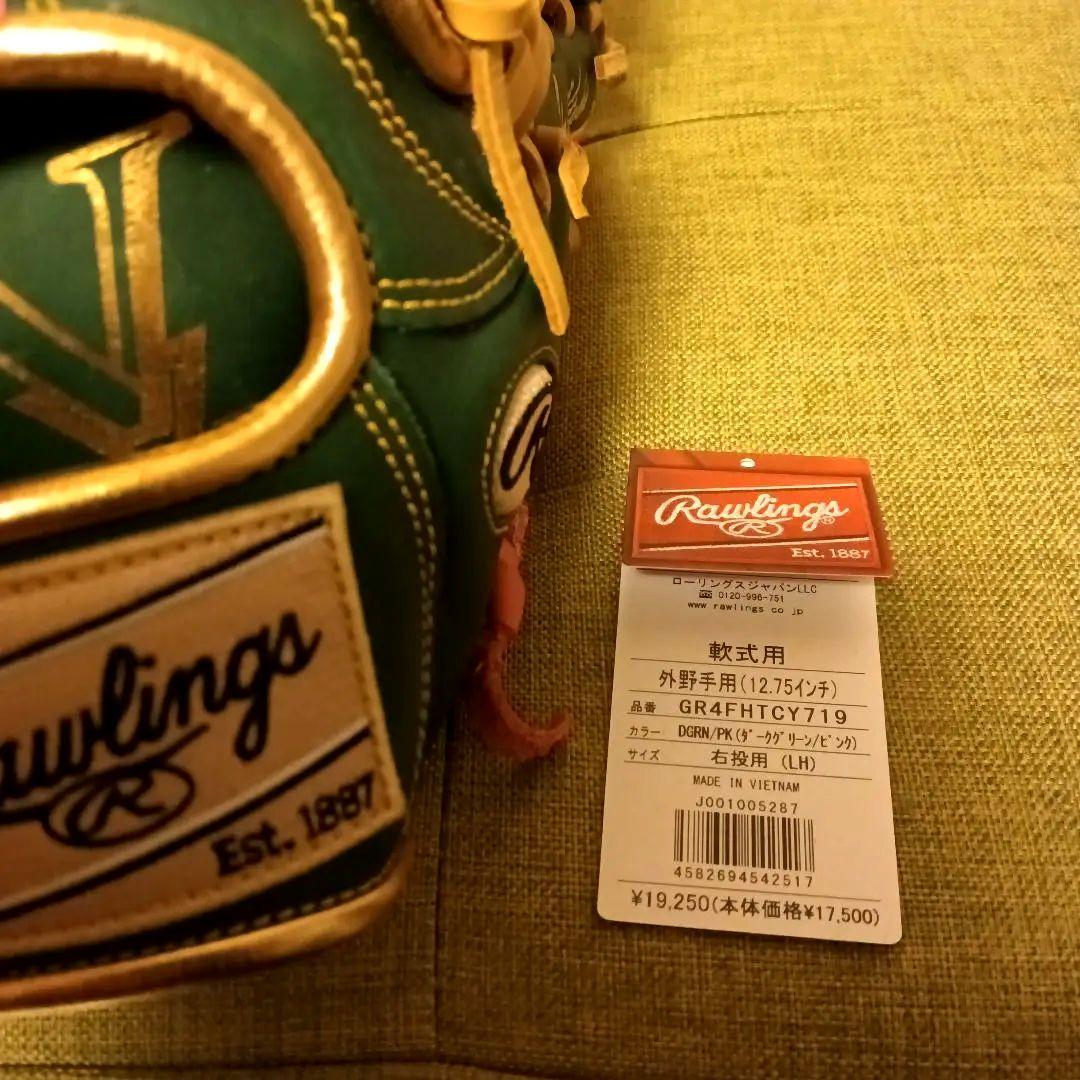 Rawlings
R
Est. 1887
Rawlings®
R
Est. 1887
ローリングスジャパンLLC
☎ 0120-996-751
www rawlings co jp
軟式用
外野手用(12.75インチ)
品番 GR4FHTCY719
カラー DGRN/PK(ﾀﾞｰｸｸﾞﾘｰﾝ/ﾋﾟﾝｸ)
サイズ 右投用 (LH)
MADE IN VIETNAM
J001005287
4582694542517
¥19,250(本体価格¥17,500)